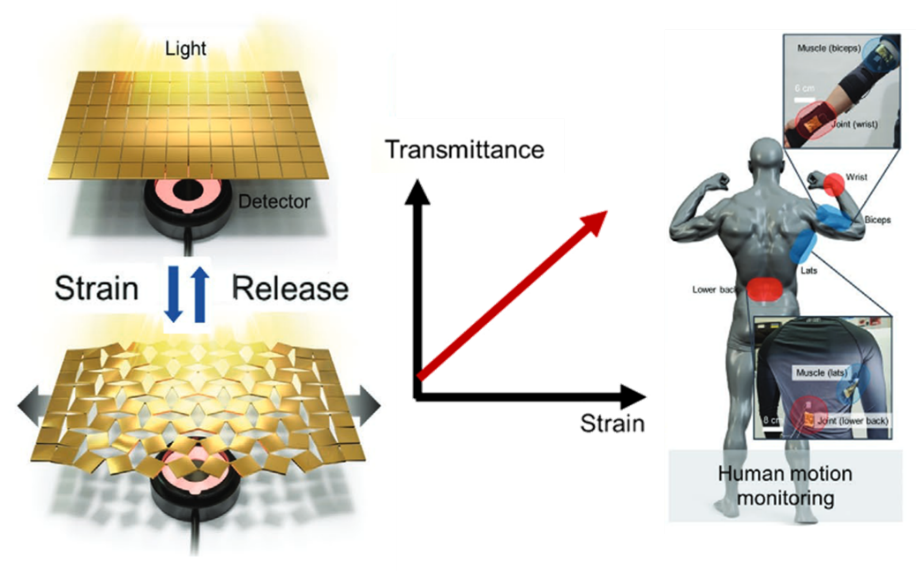 Light
Detector
Strain
Release
Transmittance
Strain
Muscle (biceps)
6 cm
Joint (wrist)
Wrist
Biceps
Lats
Lower back
Muscle (lats)
8 cm
Joint (lower back)
Human motion
monitoring